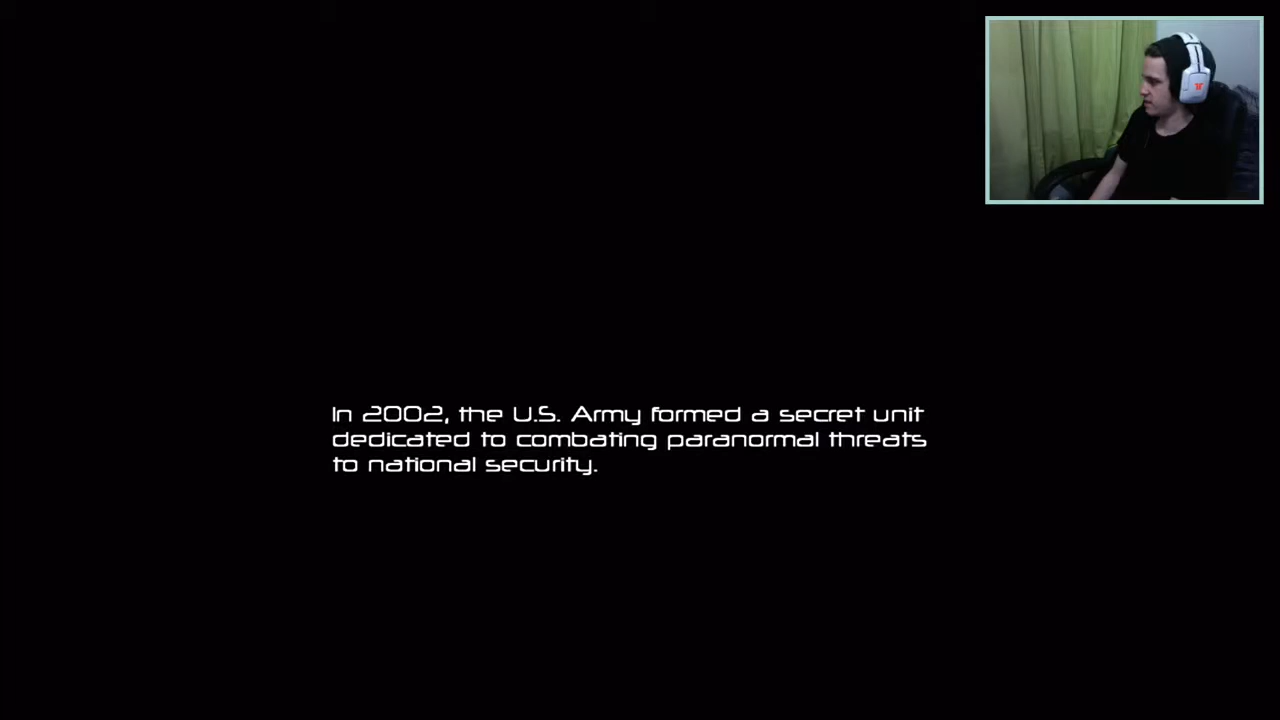 In 2002, the U.S. Army formed a secret unit
dedicated to combating paranormal threats
to national security.